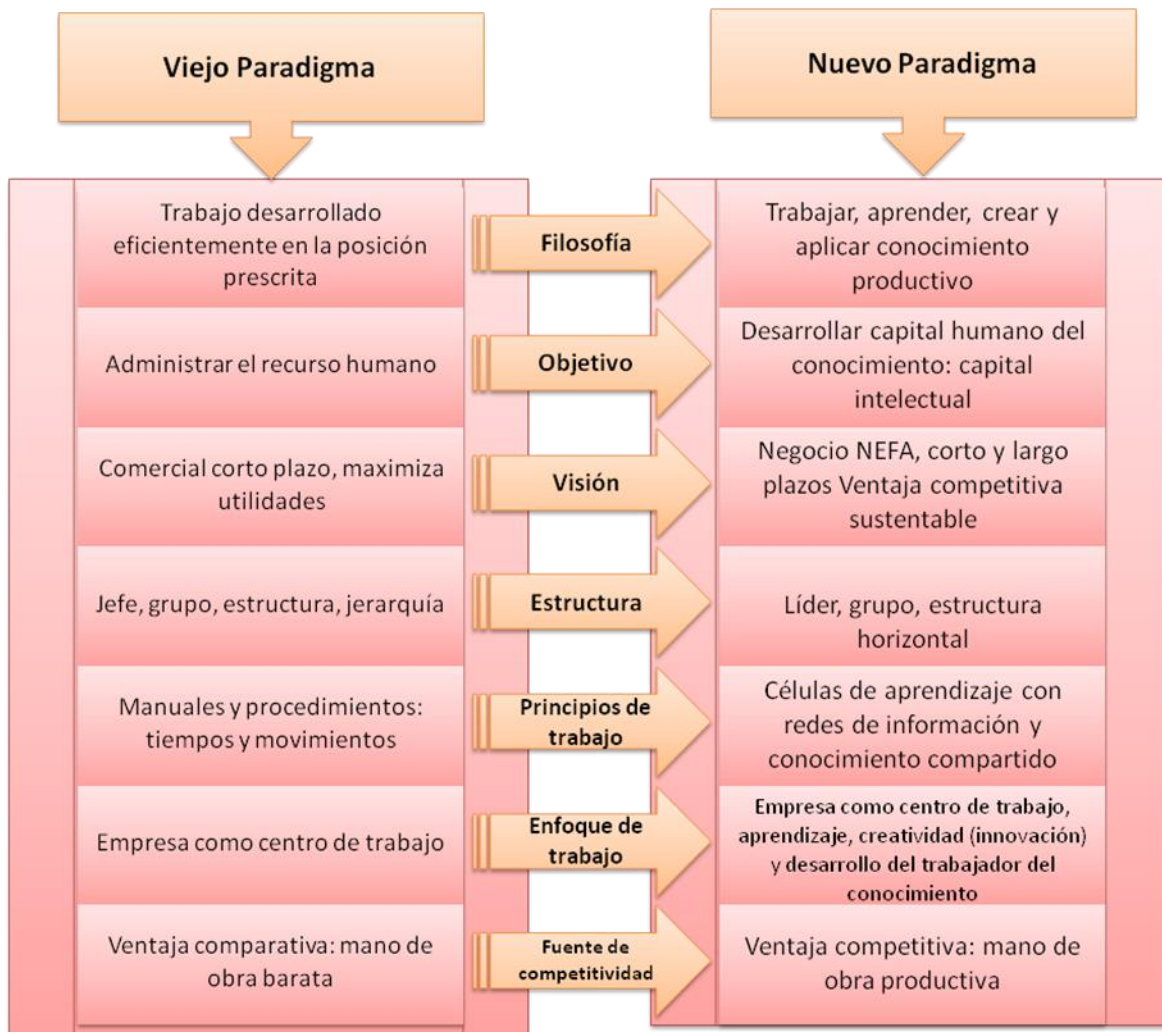 Viejo Paradigma
Nuevo Paradigma
Trabajo desarrollado
eficientemente en la posición
prescrita
Filosofía
Trabajar, aprender, crear y
aplicar conocimiento
productivo
Administrar el recurso humano
Objetivo
Desarrollar capital humano del
conocimiento: capital
intelectual
Comercial corto plazo, maximiza
utilidades
Visión
Negocio NEFA, corto y largo
plazos Ventaja competitiva
sustentable
Jefe, grupo, estructura, jerarquía
Estructura
Líder, grupo, estructura
horizontal
Manuales y procedimientos:
tiempos y movimientos
Principios de
trabajo
Células de aprendizaje con
redes de información y
conocimiento compartido
Empresa como centro de trabajo
Enfoque de
trabajo
Empresa como centro de trabajo,
aprendizaje, creatividad (innovación)
y desarrollo del trabajador del
conocimiento
Ventaja comparativa: mano de
obra barata
Fuente de
competitividad
Ventaja competitiva: mano de
obra productiva